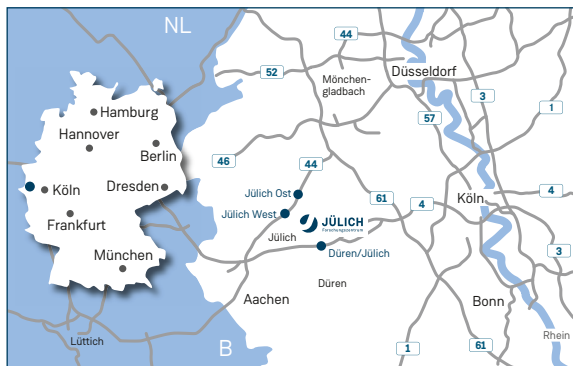 NL
44
52
Mönchen-
gladbach
Düsseldorf
3
1
57
Hamburg
Hannover
Berlin
46
44
Köln
Dresden
Jülich Ost
61
4
Köln
4
Jülich West
JÜLICH
Forschungszentrum
Frankfurt
Jülich
3
Düren/Jülich
München
Düren
Aachen
Bonn
Rhein
Lüttich
B
1
61